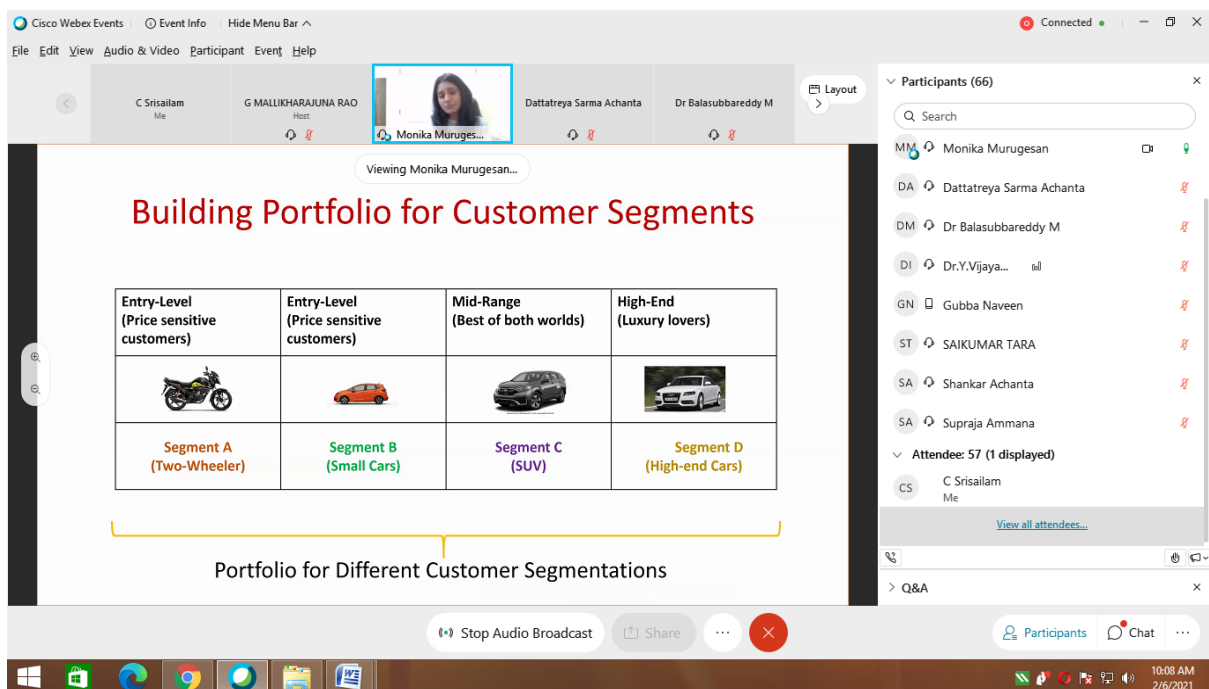 Cisco Webex Events Event Info Hide Menu Bar Connected
File Edit View Audio & Video Participant Event Help
C Srisailam
Me
G MALLIKHARAJUNA RAO
Host
Monika Muruges...
Dattatreya Sarma Achanta
Dr Balasubbareddy M
Layout
Viewing Monika Murugesan...
Building Portfolio for Customer Segments
Entry-Level
(Price sensitive
customers)
Entry-Level
(Price sensitive
customers)
Mid-Range
(Best of both worlds)
High-End
(Luxury lovers)
Segment A
(Two-Wheeler)
Segment B
(Small Cars)
Segment C
(SUV)
Segment D
(High-end Cars)
Portfolio for Different Customer Segmentations
Participants (66)
Search
MM Monika Murugesan
DA Dattatreya Sarma Achanta
DM Dr Balasubbareddy M
DI Dr.Y.Vijaya...
GN Gubba Naveen
ST SAIKUMAR TARA
SA Shankar Achanta
SA Supraja Ammana
Attendee: 57 (1 displayed)
CS C Srisailam
Me
View all attendees...
Q&A
Stop Audio Broadcast Share
Participants Chat
10:08 AM
2/6/2021